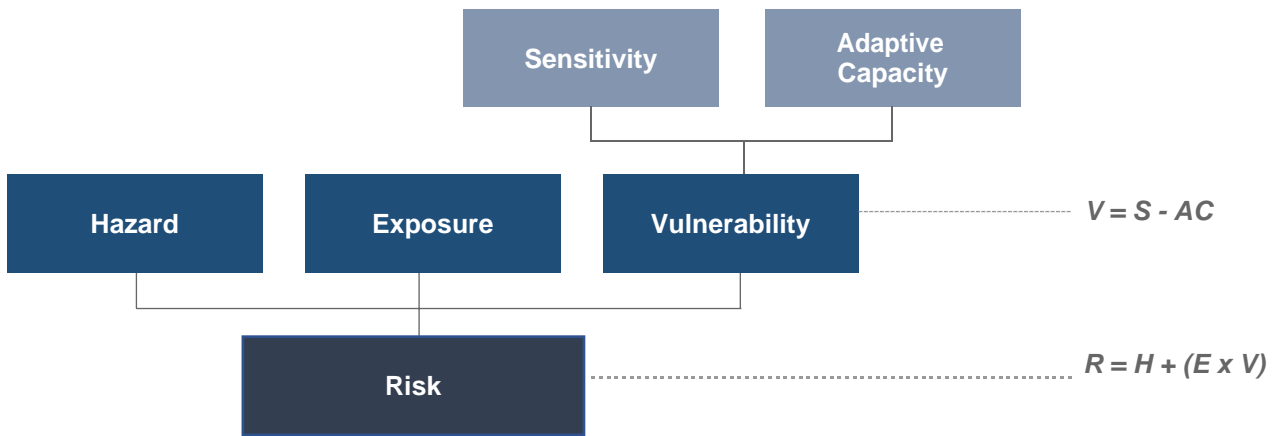 Sensitivity
Adaptive
Capacity
Hazard
Exposure
Vulnerability
V = S - AC
Risk
R = H + (E x V)